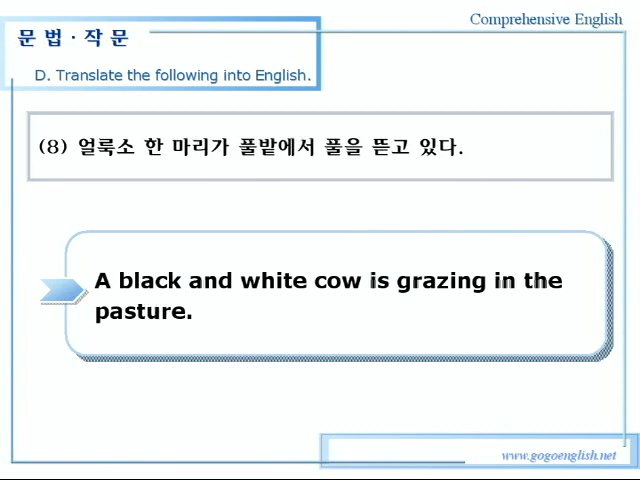 Comprehensive English
문 법 · 작 문
D. Translate the following into English.
(8) 얼룩소 한 마리가 풀밭에서 풀을 뜯고 있다.
A black and white cow is grazing in the
pasture.
www.gogoenglish.net